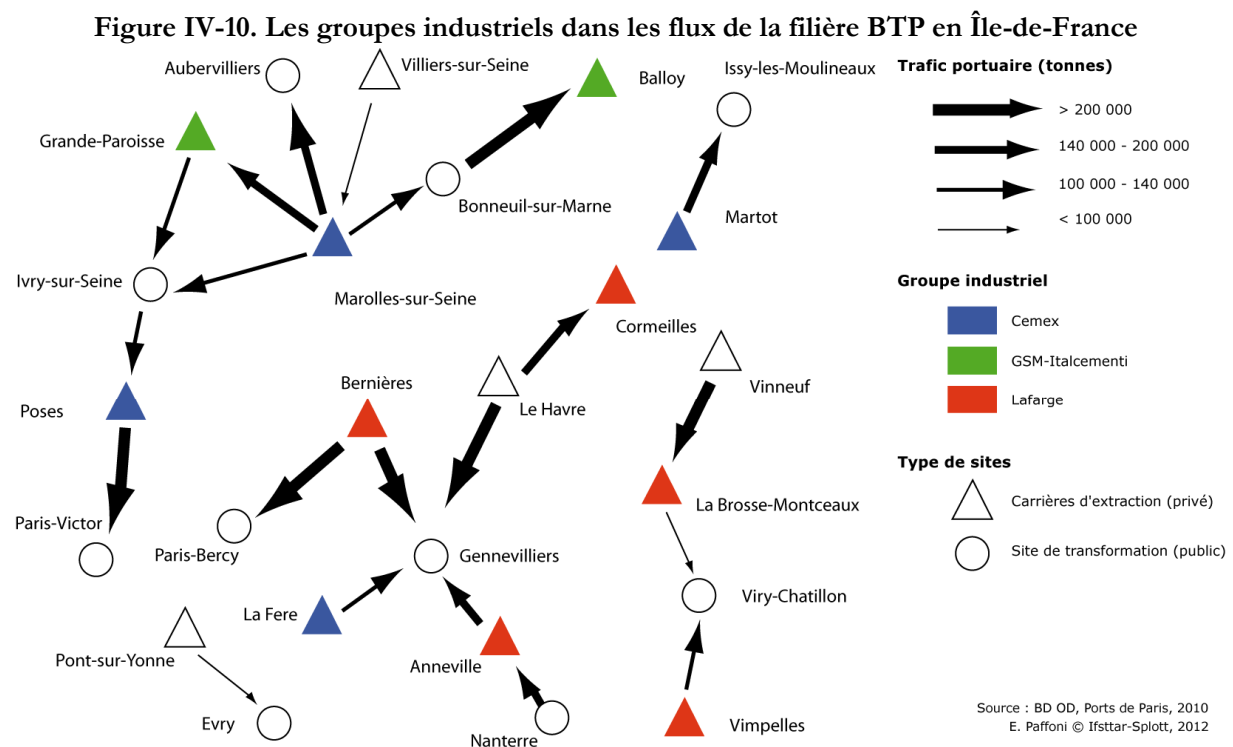 Figure IV-10. Les groupes industriels dans les flux de la filière BTP en Île-de-France
Aubervilliers
Villiers-sur-Seine
Balloy
Issy-les-Moulineaux
Grande-Paroisse
Bonneuil-sur-Marne
Martot
Ivry-sur-Seine
Marolles-sur-Seine
Cormeilles
Bernières
Poses
Le Havre
Vinneuf
La Brosse-Montceaux
Paris-Victor
Paris-Bercy
Gennevilliers
Viry-Chatillon
La Fere
Pont-sur-Yonne
Anneville
Evry
Nanterre
Vimpelles
Trafic portuaire (tonnes)
> 200 000
140 000 - 200 000
100 000 - 140 000
< 100 000
Groupe industriel
Cemex
GSM-Italcementi
Lafarge
Type de sites
Carrières d'extraction (privé)
Site de transformation (public)
Source : BD OD, Ports de Paris, 2010
E. Paffoni © Ifsttar-Splott, 2012